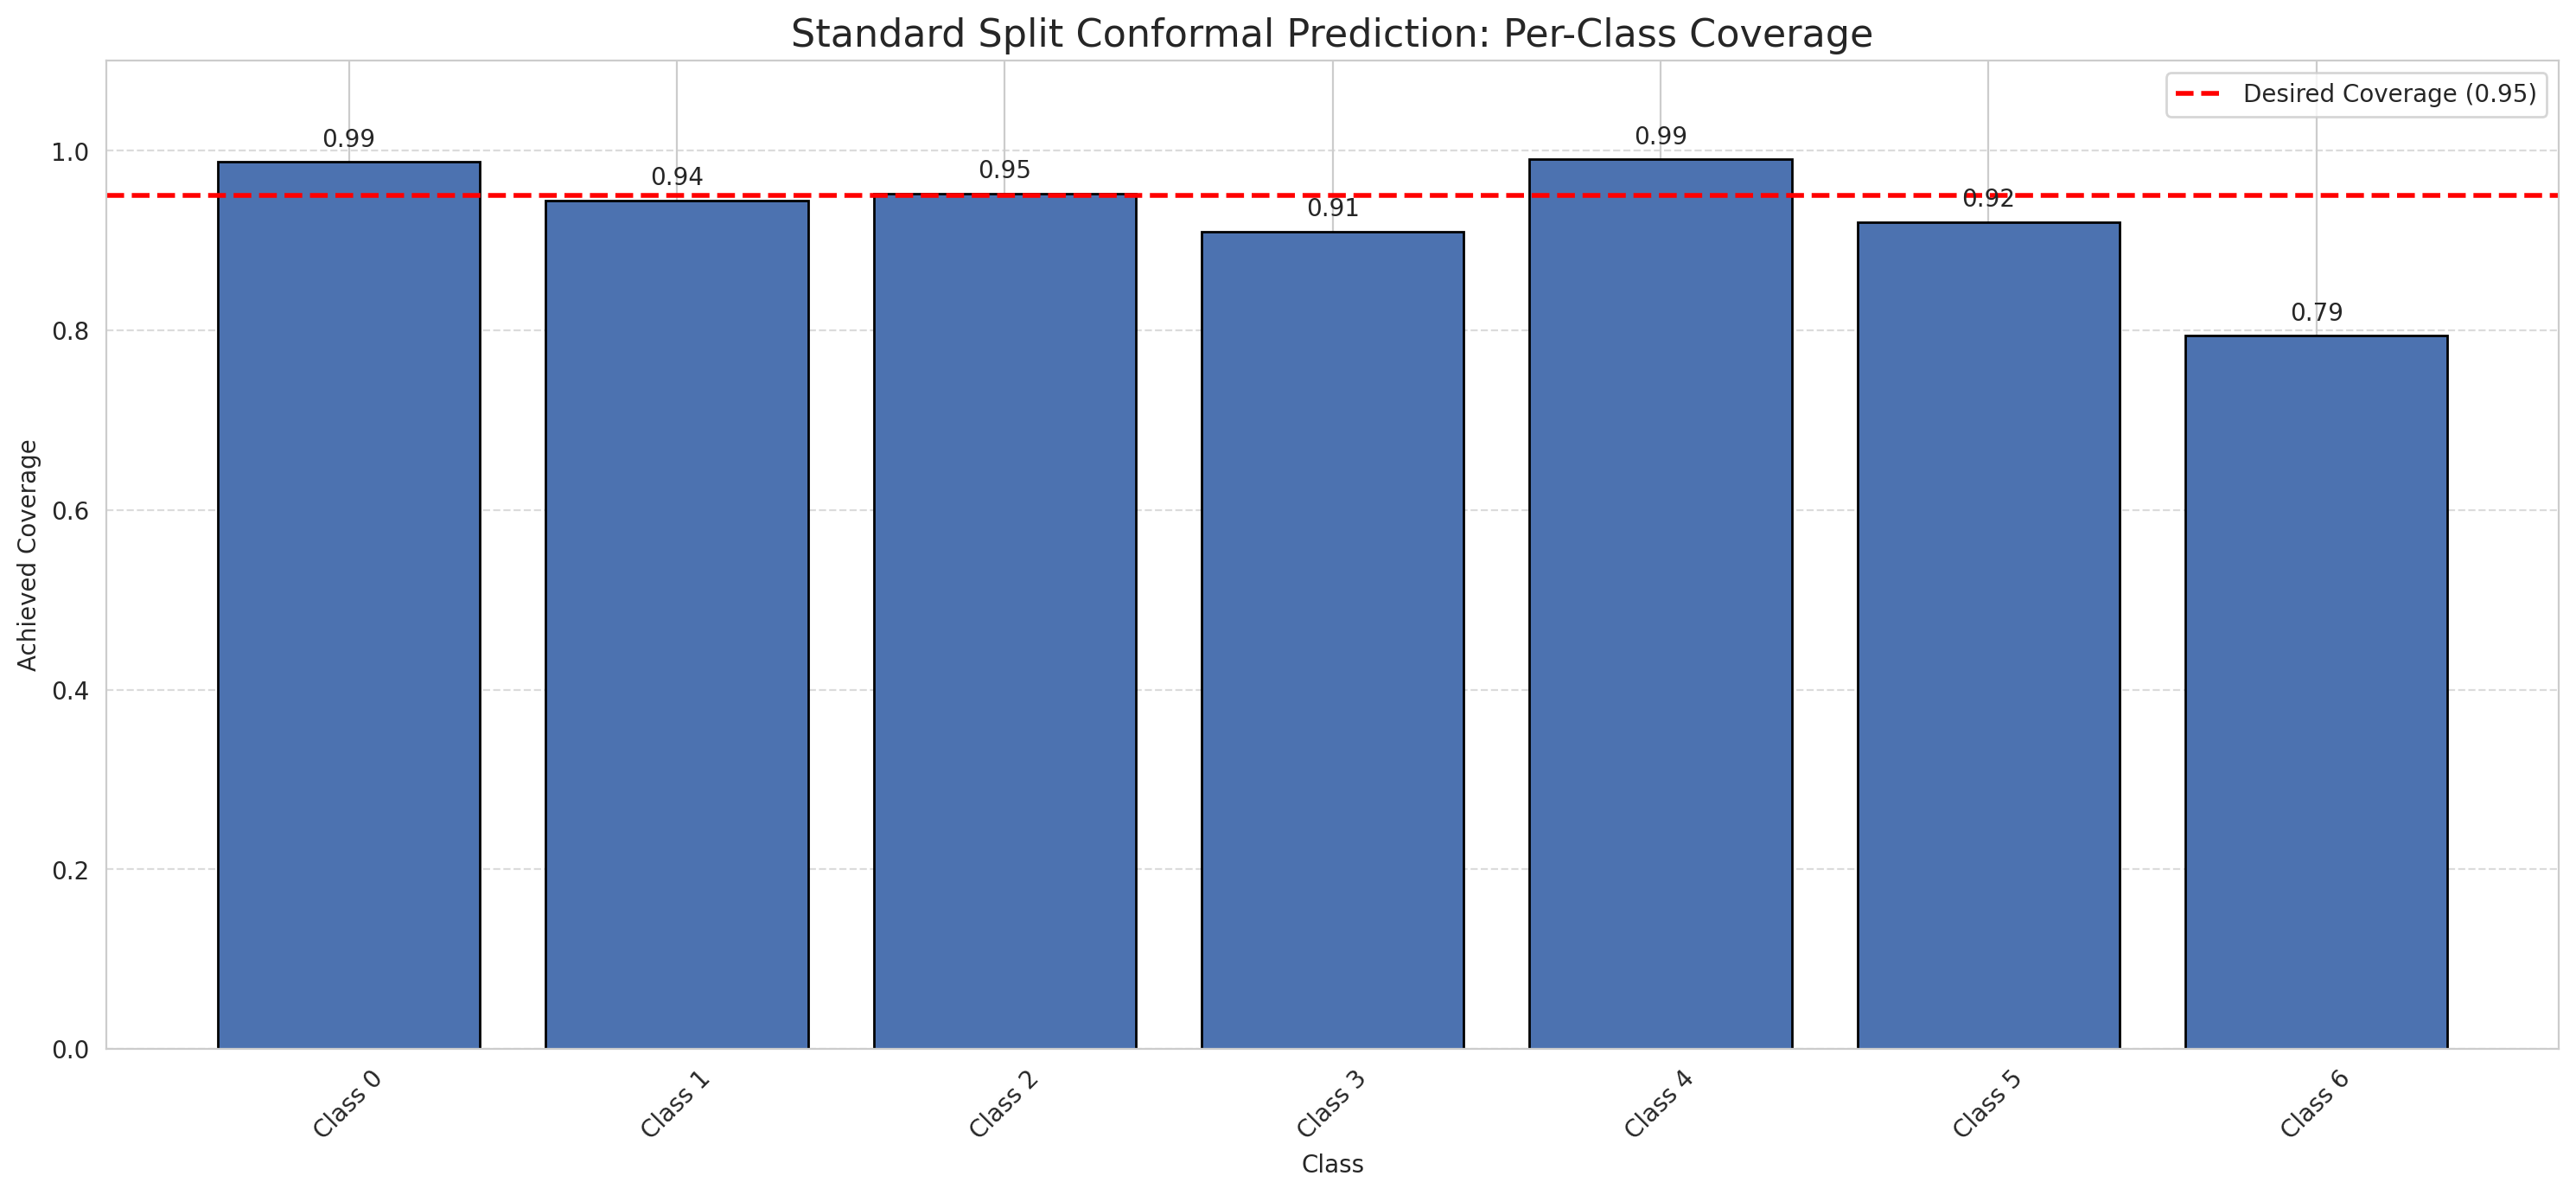 Standard Split Conformal Prediction: Per-Class Coverage
Desired Coverage (0.95)
0.99
0.94
0.95
0.91
0.99
0.92
0.79
1.0
0.8
0.6
0.4
0.2
0.0
Achieved Coverage
Class 0
Class 1
Class 2
Class 3
Class 4
Class 5
Class 6
Class